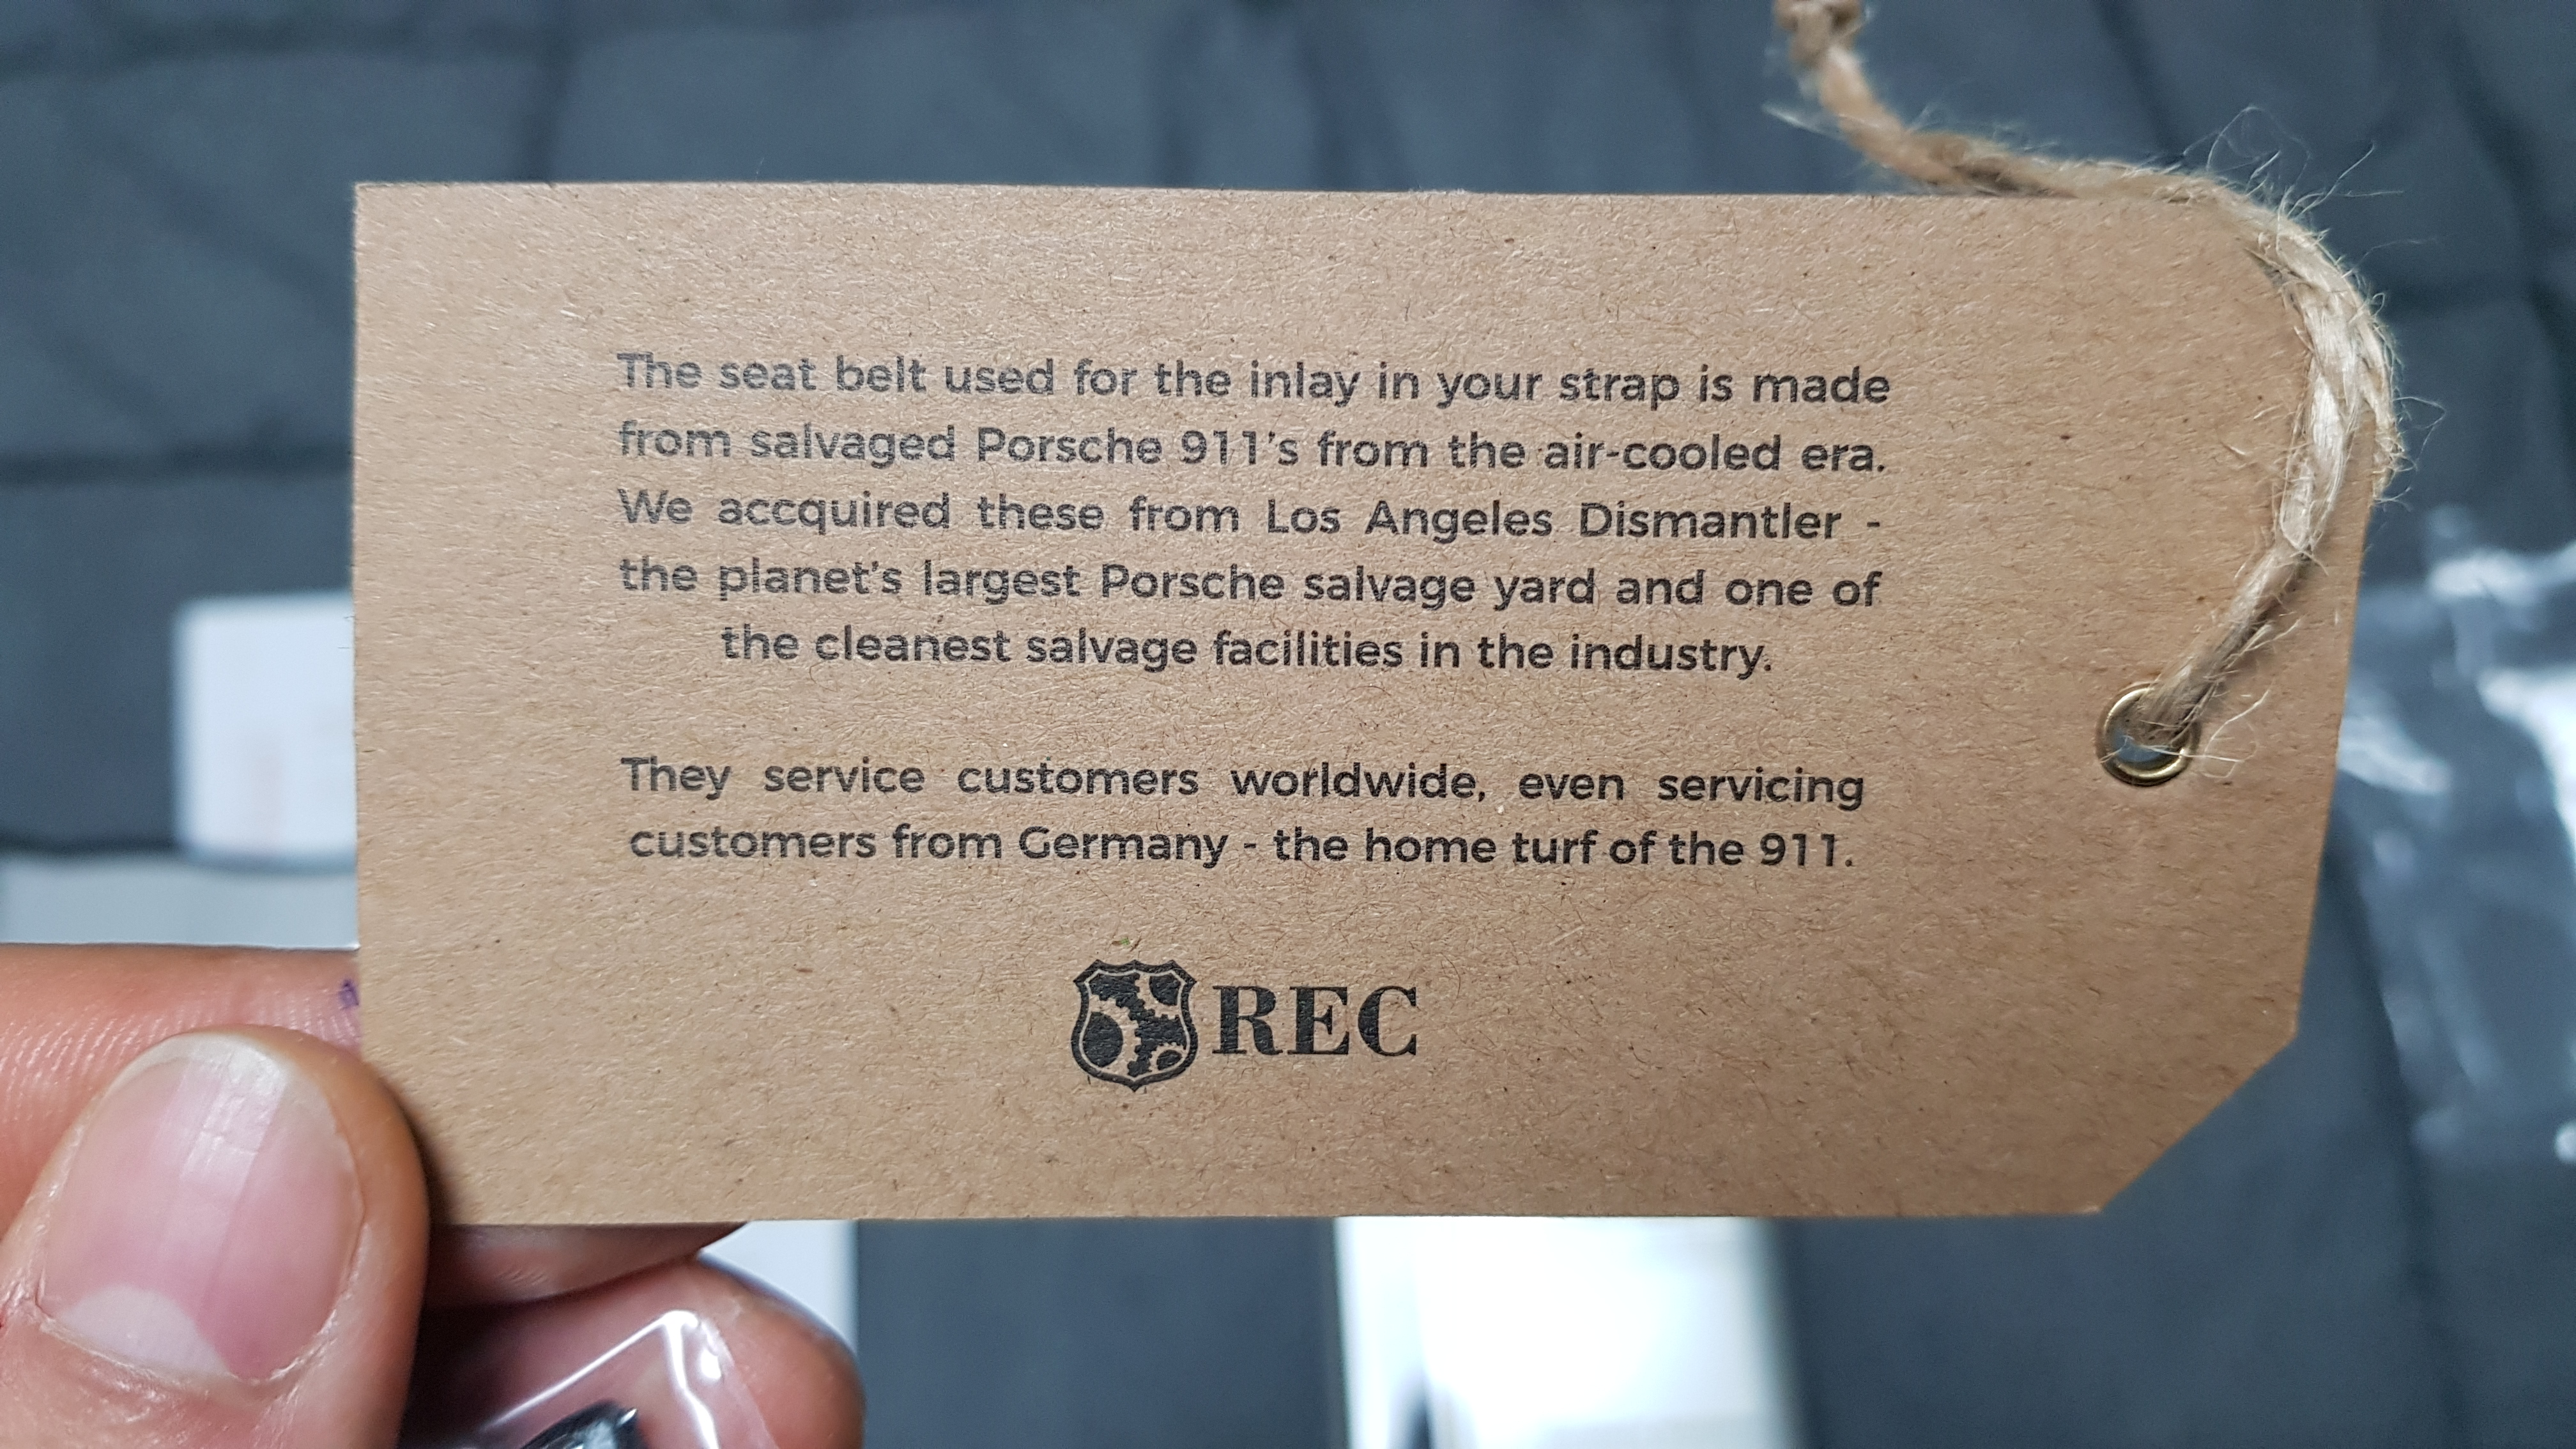 The seat belt used for the inlay in your strap is made
from salvaged Porsche 911's from the air-cooled era.
We accquired these from Los Angeles Dismantler -
the planet's largest Porsche salvage yard and one of
the cleanest salvage facilities in the industry.
They service customers worldwide, even servicing
customers from Germany - the home turf of the 911.
REC